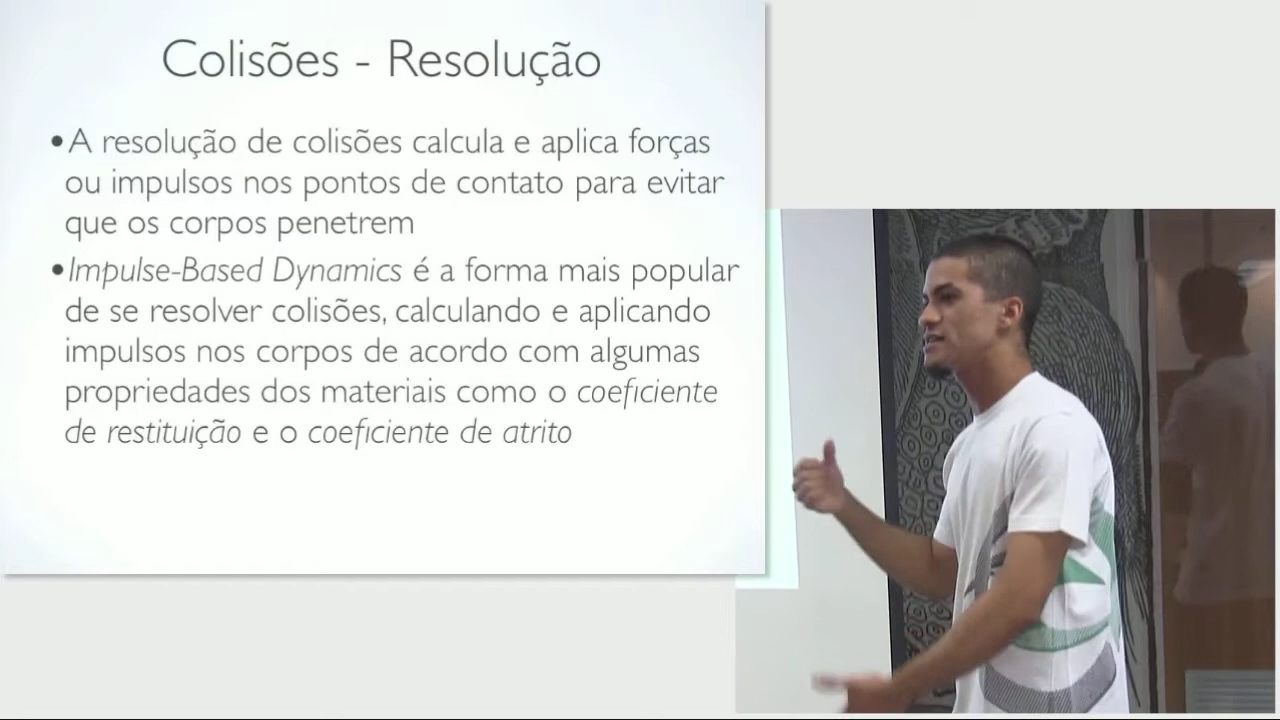 Colisões - Resolução
•A resolução de colisões calcula e aplica forças
ou impulsos nos pontos de contato para evitar
que os corpos penetrem
•Impulse-Based Dynamics é a forma mais popular
de se resolver colisões, calculando e aplicando
impulsos nos corpos de acordo com algumas
propriedades dos materiais como o coeficiente
de restituição e o coeficiente de atrito